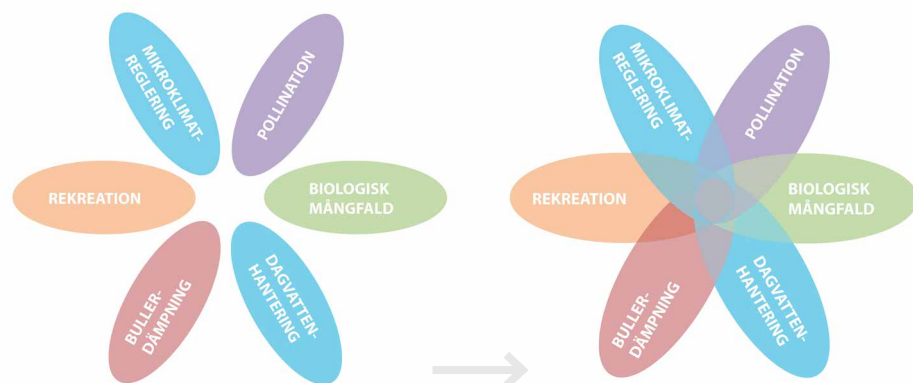 MIKROKLIMAT-
REGLERING
POLLINATION
REKREATION
BIOLOGISK
MÅNGFALD
BULLER-
DÄMPNING
DAGVATTEN-
HANTERING
MIKROKLIMAT-
REGLERING
POLLINATION
REKREATION
BIOLOGISK
MÅNGFALD
BULLER-
DÄMPNING
DAGVATTEN-
HANTERING